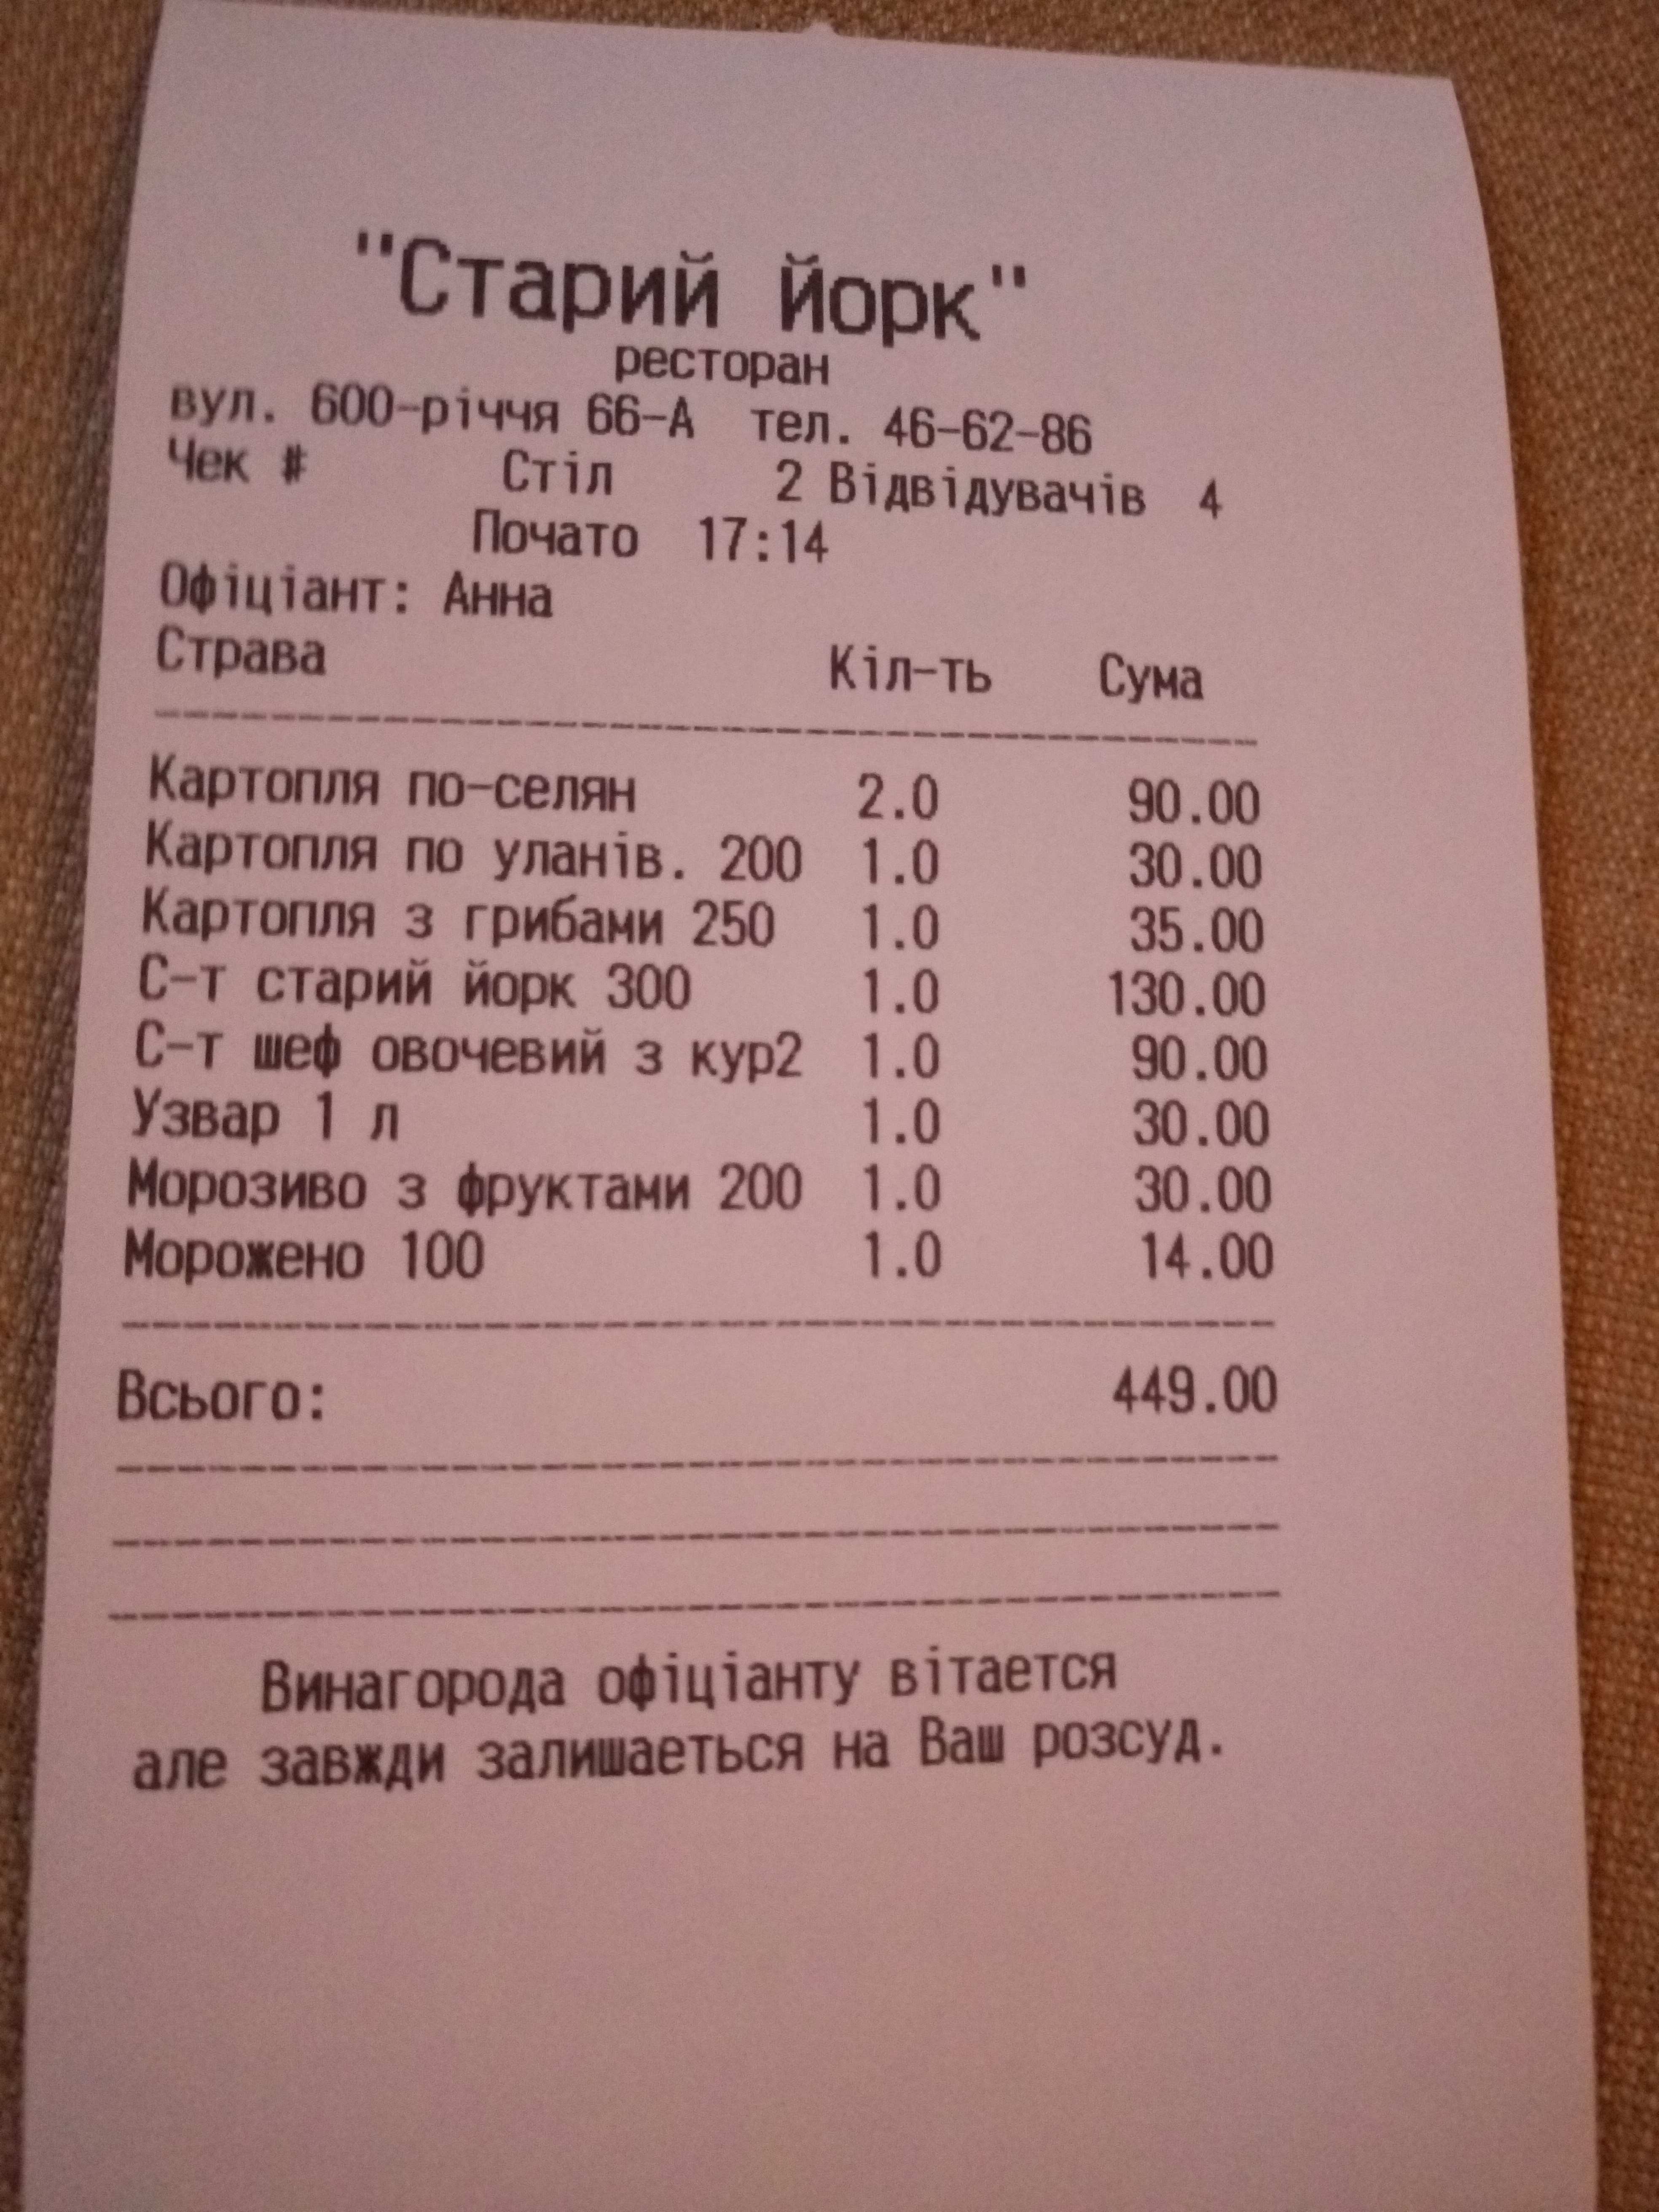 "Старий Йорк"
ресторан
вул. 600-річчя 66-А тел. 46-62-86
Чек # Стіл 2 Відвідувачів 4
Почато 17:14
Офіціант: Анна
Страва Кіл-ть Сума
Картопля по-селян 2.0 90.00
Картопля по уланів. 200 1.0 30.00
Картопля з грибами 250 1.0 35.00
С-т старий йорк 300 1.0 130.00
С-т шеф овочевий з кур2 1.0 90.00
Узвар 1 л 1.0 30.00
Морозиво з фруктами 200 1.0 30.00
Морожено 100 1.0 14.00
Всього: 449.00
Винагорода офіціанту вітается
але завжди залишаеться на Ваш розсуд.